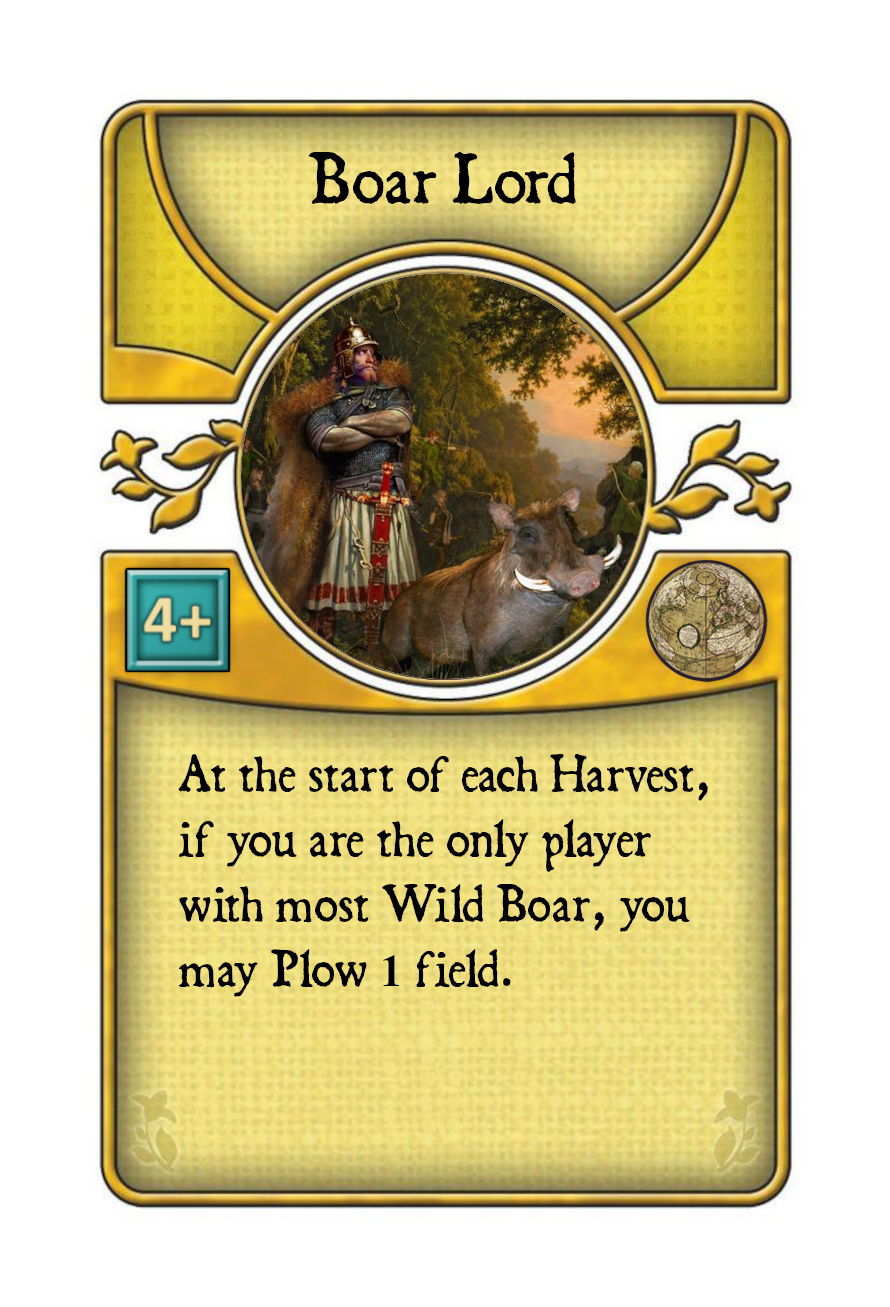 Boar Lord
4+
At the start of each Harvest,
if you are the only player
with most Wild Boar, you
may Plow 1 field.